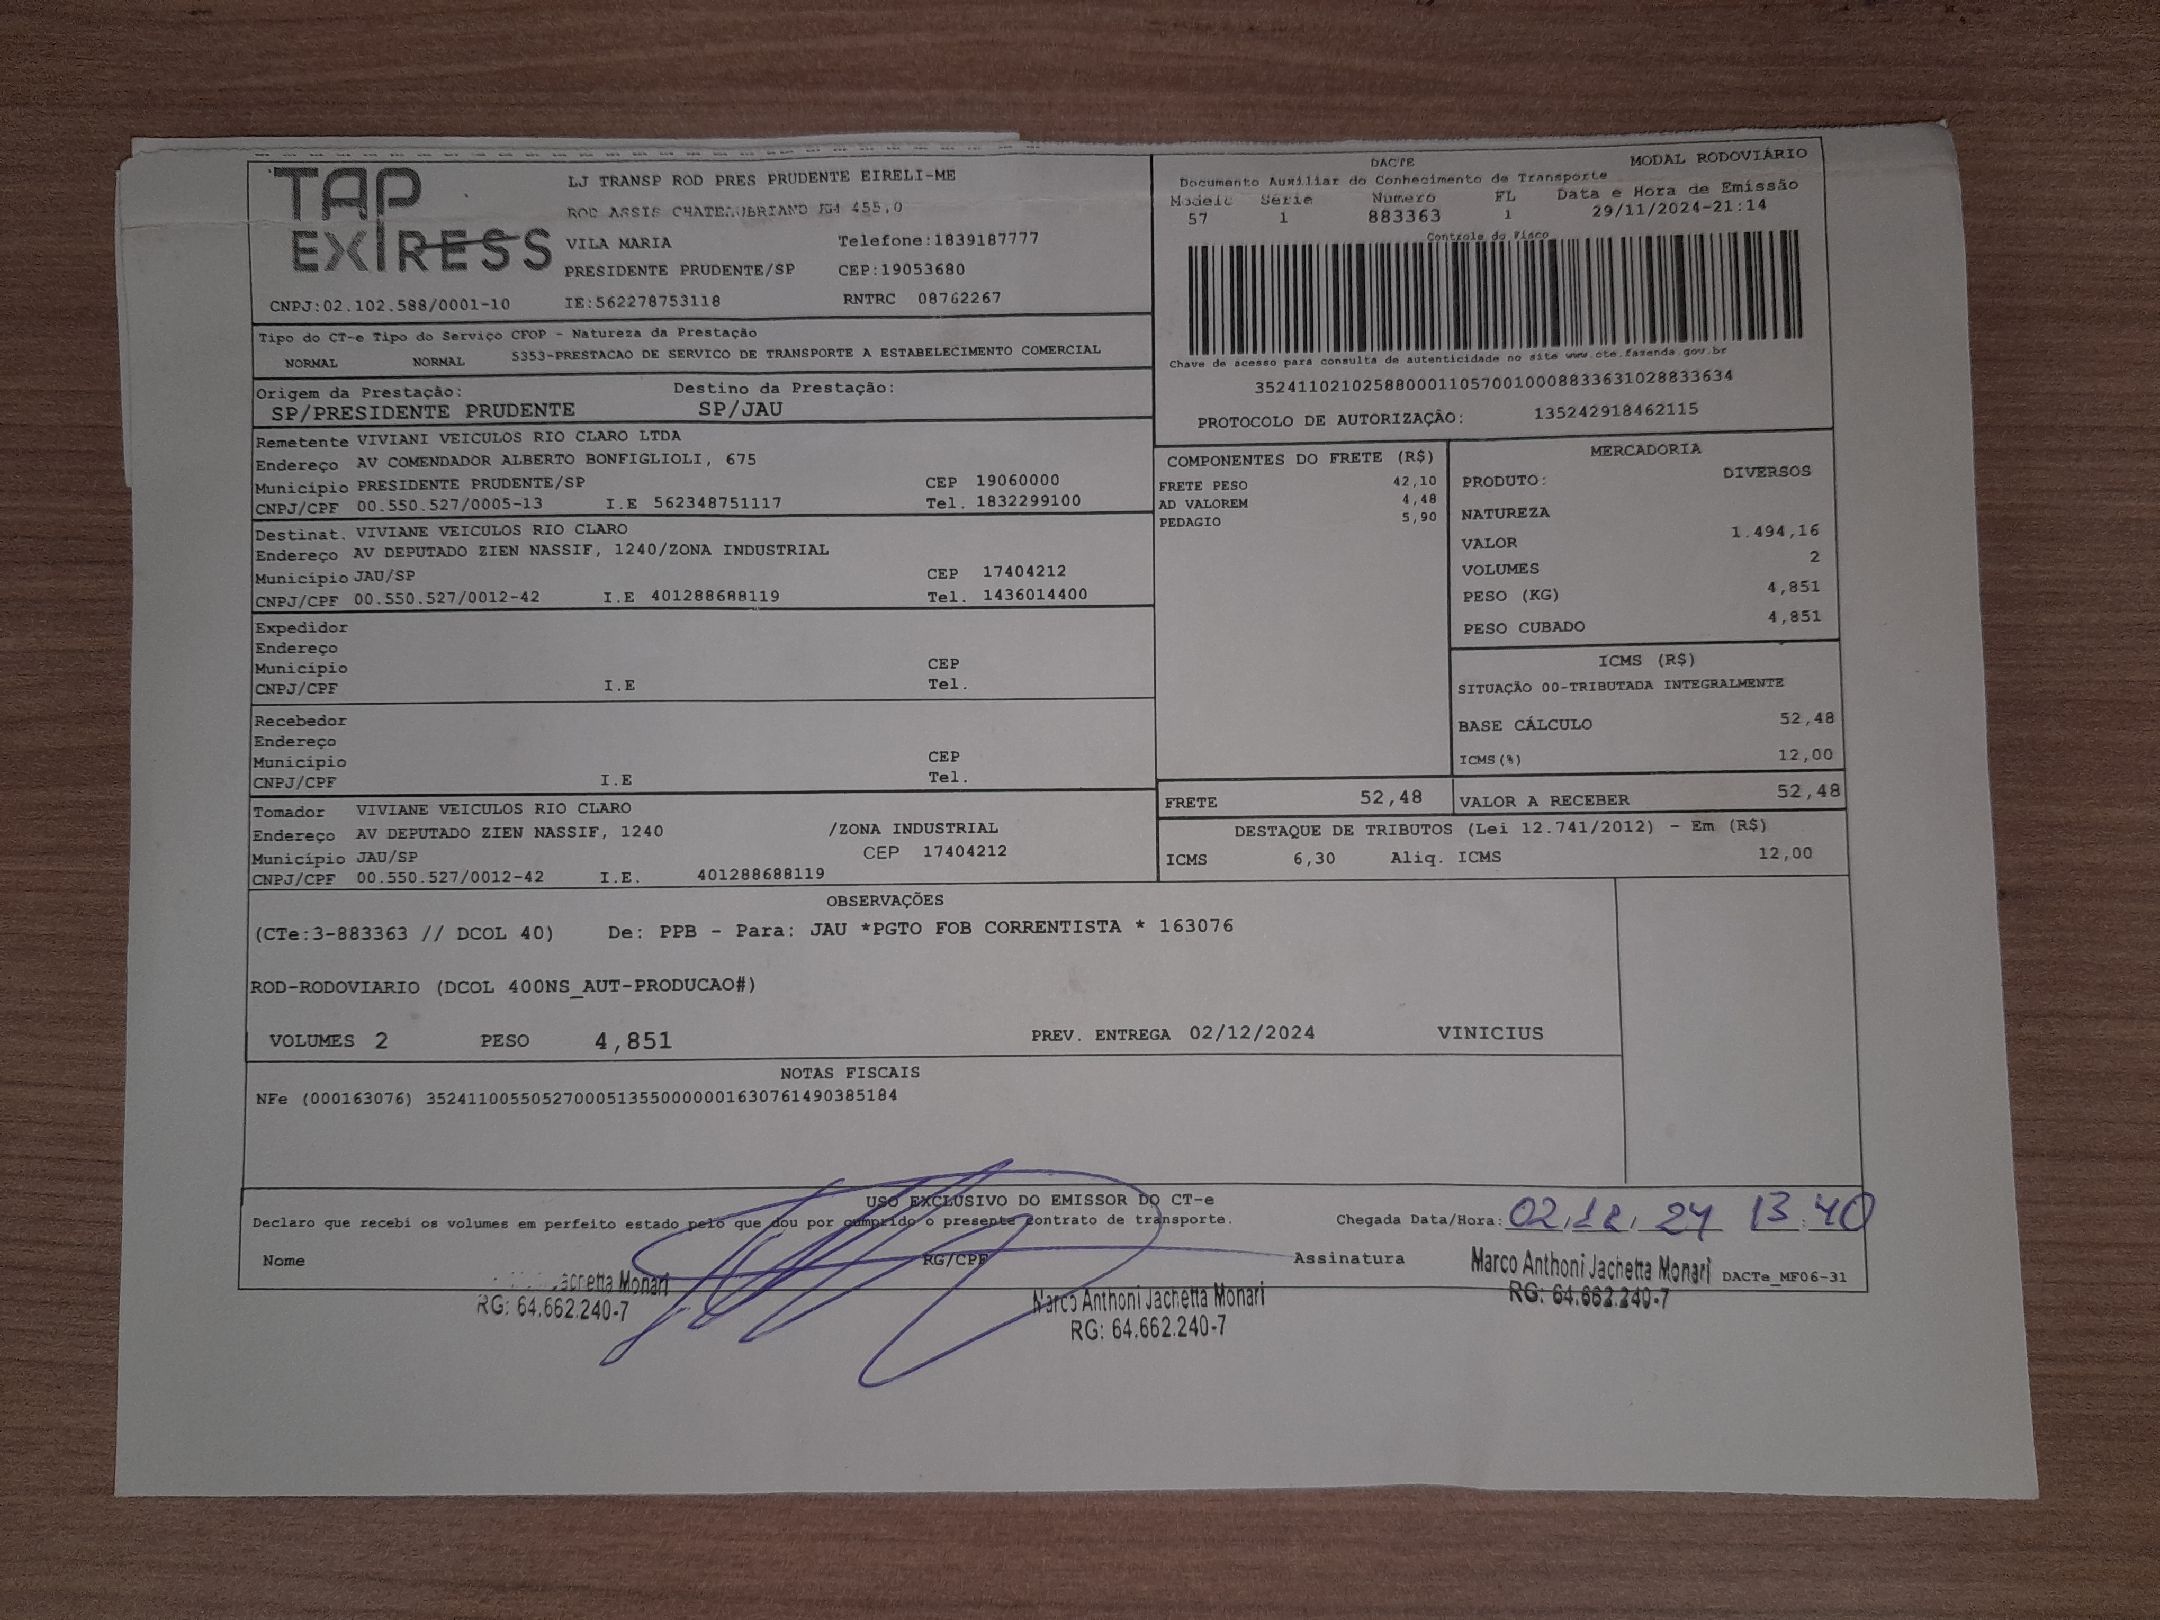 TAP
EXPRESS
LJ TRANSP ROD PRES PRUDENTE EIRELI-ME
ROD ASSIS CHATEAUBRIAND KM 455,0
VILA MARIA Telefone:1839187777
PRESIDENTE PRUDENTE/SP CEP:19053680
CNPJ:02.102.588/0001-10 IE:562278753118 RNTRC 08762267
DACTE MODAL RODOVIÁRIO
Documento Auxiliar do Conhecimento de Transporte
Modelo Série Número FL Data e Hora de Emissão
57 1 883363 1 29/11/2024-21:14
Controle do Fisco
Chave de acesso para consulta de autenticidade no site www.cte.fazenda.gov.br
35241102102588000110570010008833631028833634
PROTOCOLO DE AUTORIZAÇÃO: 135242918462115
Tipo do CT-e Tipo do Serviço CFOP - Natureza da Prestação
NORMAL NORMAL 5353-PRESTACAO DE SERVICO DE TRANSPORTE A ESTABELECIMENTO COMERCIAL
Origem da Prestação: Destino da Prestação:
SP/PRESIDENTE PRUDENTE SP/JAU
Remetente VIVIANI VEICULOS RIO CLARO LTDA
Endereço AV COMENDADOR ALBERTO BONFIGLIOLI, 675
Município PRESIDENTE PRUDENTE/SP CEP 19060000
CNPJ/CPF 00.550.527/0005-13 I.E 562348751117 Tel. 1832299100
Destinat. VIVIANE VEICULOS RIO CLARO
Endereço AV DEPUTADO ZIEN NASSIF, 1240/ZONA INDUSTRIAL
Município JAU/SP CEP 17404212
CNPJ/CPF 00.550.527/0012-42 I.E 401288688119 Tel. 1436014400
Expedidor
Endereço
Município CEP
CNPJ/CPF I.E Tel.
Recebedor
Endereço
Município CEP
CNPJ/CPF I.E Tel.
Tomador VIVIANE VEICULOS RIO CLARO
Endereço AV DEPUTADO ZIEN NASSIF, 1240 /ZONA INDUSTRIAL
Município JAU/SP CEP 17404212
CNPJ/CPF 00.550.527/0012-42 I.E. 401288688119
COMPONENTES DO FRETE (R$)
FRETE PESO 42,10
AD VALOREM 4,48
PEDAGIO 5,90
MERCADORIA
PRODUTO: DIVERSOS
NATUREZA
VALOR 1.494,16
VOLUMES 2
PESO (KG) 4,851
PESO CUBADO 4,851
ICMS (R$)
SITUAÇÃO 00-TRIBUTADA INTEGRALMENTE
BASE CÁLCULO 52,48
ICMS(%) 12,00
FRETE 52,48 VALOR A RECEBER 52,48
DESTAQUE DE TRIBUTOS (Lei 12.741/2012) - Em (R$)
ICMS 6,30 Aliq. ICMS 12,00
OBSERVAÇÕES
(CTe:3-883363 // DCOL 40) De: PPB - Para: JAU *PGTO FOB CORRENTISTA * 163076
ROD-RODOVIARIO (DCOL 400NS_AUT-PRODUCAO#)
VOLUMES 2 PESO 4,851 PREV. ENTREGA 02/12/2024 VINICIUS
NOTAS FISCAIS
NFe (000163076) 35241100550527000513550000001630761490385184
USO EXCLUSIVO DO EMISSOR DO CT-e
Declaro que recebi os volumes em perfeito estado pelo que dou por cumprido o presente contrato de transporte. Chegada Data/Hora: 02.12.24 13:40
Nome RG/CPF Assinatura DACTe_MF06-31
Jachetta Monari
RG: 64.662.240-7
Marco Anthoni Jachetta Monari
RG: 64.662.240-7
Marco Anthoni Jachetta Monari
RG: 64.662.240-7